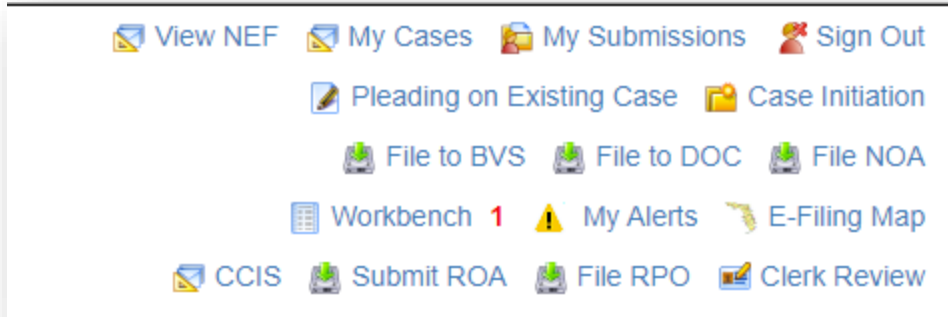 View NEF My Cases My Submissions Sign Out
Pleading on Existing Case Case Initiation
File to BVS File to DOC File NOA
Workbench 1 My Alerts E-Filing Map
CCIS Submit ROA File RPO Clerk Review